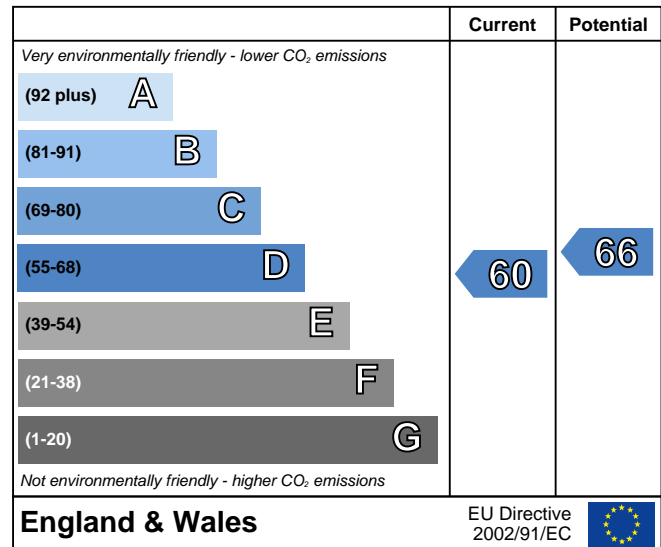 Current Potential
Very environmentally friendly - lower CO₂ emissions
(92 plus) A
(81-91) B
(69-80) C
(55-68) D 60 66
(39-54) E
(21-38) F
(1-20) G
Not environmentally friendly - higher CO₂ emissions
England & Wales
EU Directive
2002/91/EC